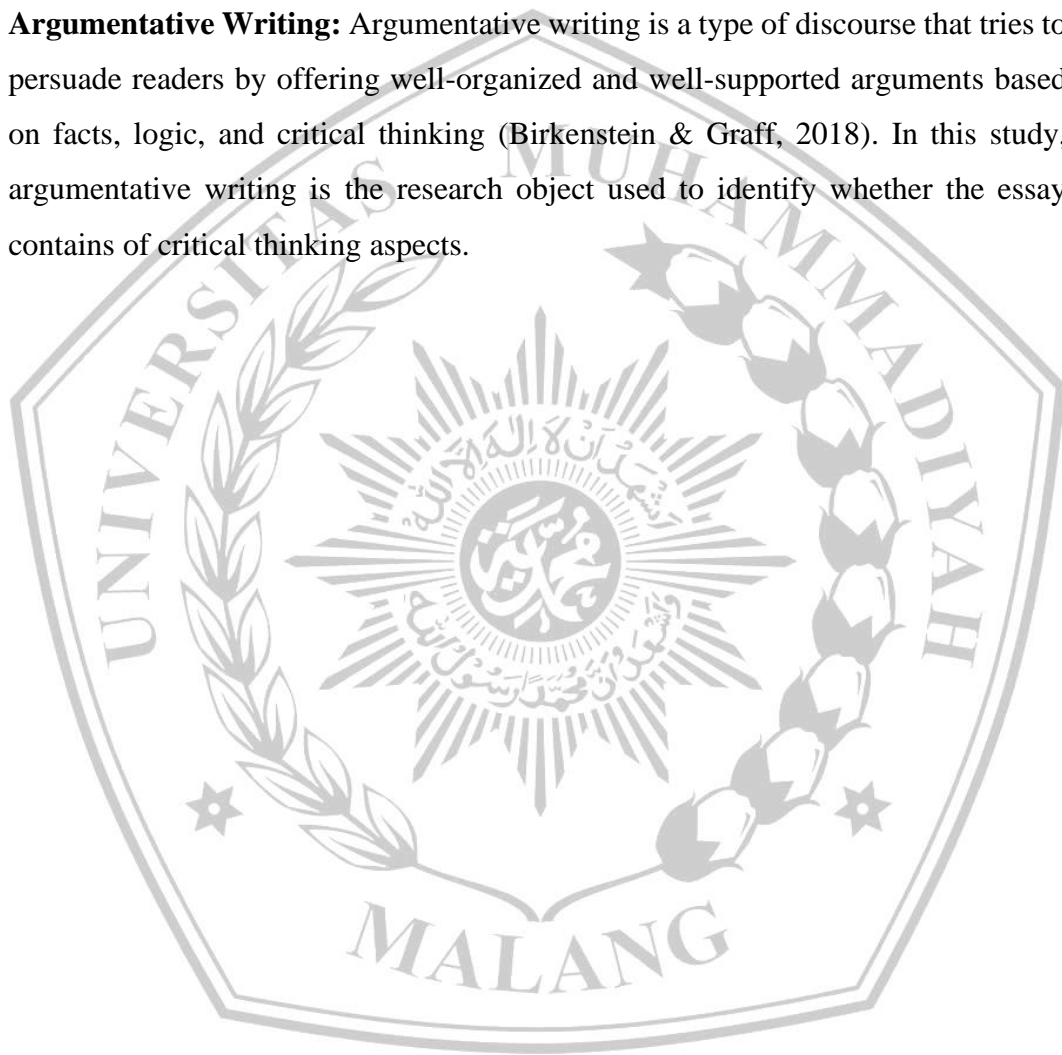 Argumentative Writing: Argumentative writing is a type of discourse that tries to
persuade readers by offering well-organized and well-supported arguments based
on facts, logic, and critical thinking (Birkenstein & Graff, 2018). In this study,
argumentative writing is the research object used to identify whether the essay
contains of critical thinking aspects.
UNIVERSITAS MUHAMMADIYAH
MALANG